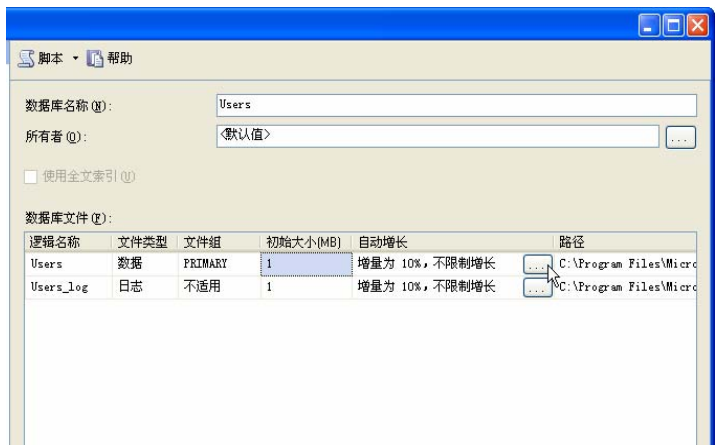 脚本 帮助
数据库名称(N): Users
所有者(O): <默认值> ...
使用全文索引(U)
数据库文件(F):
逻辑名称 文件类型 文件组 初始大小(MB) 自动增长 路径
Users 数据 PRIMARY 1 增量为 10%，不限制增长 ... C:\Program Files\Micro
Users_log 日志 不适用 1 增量为 10%，不限制增长 ... C:\Program Files\Micro